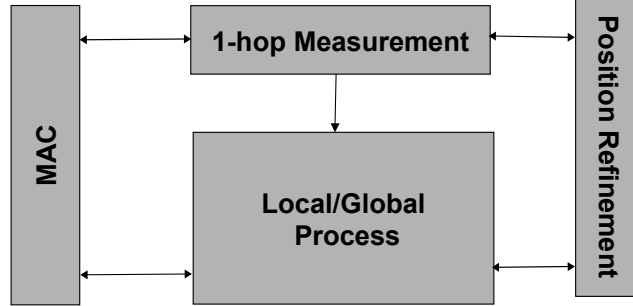 1-hop Measurement
MAC
Local/Global
Process
Position Refinement